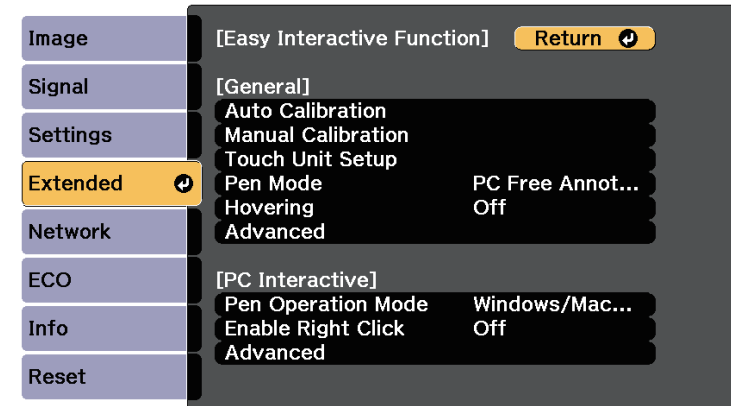 Image
Signal
Settings
Extended
Network
ECO
Info
Reset
[Easy Interactive Function] Return
[General]
Auto Calibration
Manual Calibration
Touch Unit Setup
Pen Mode PC Free Annot...
Hovering Off
Advanced
[PC Interactive]
Pen Operation Mode Windows/Mac...
Enable Right Click Off
Advanced